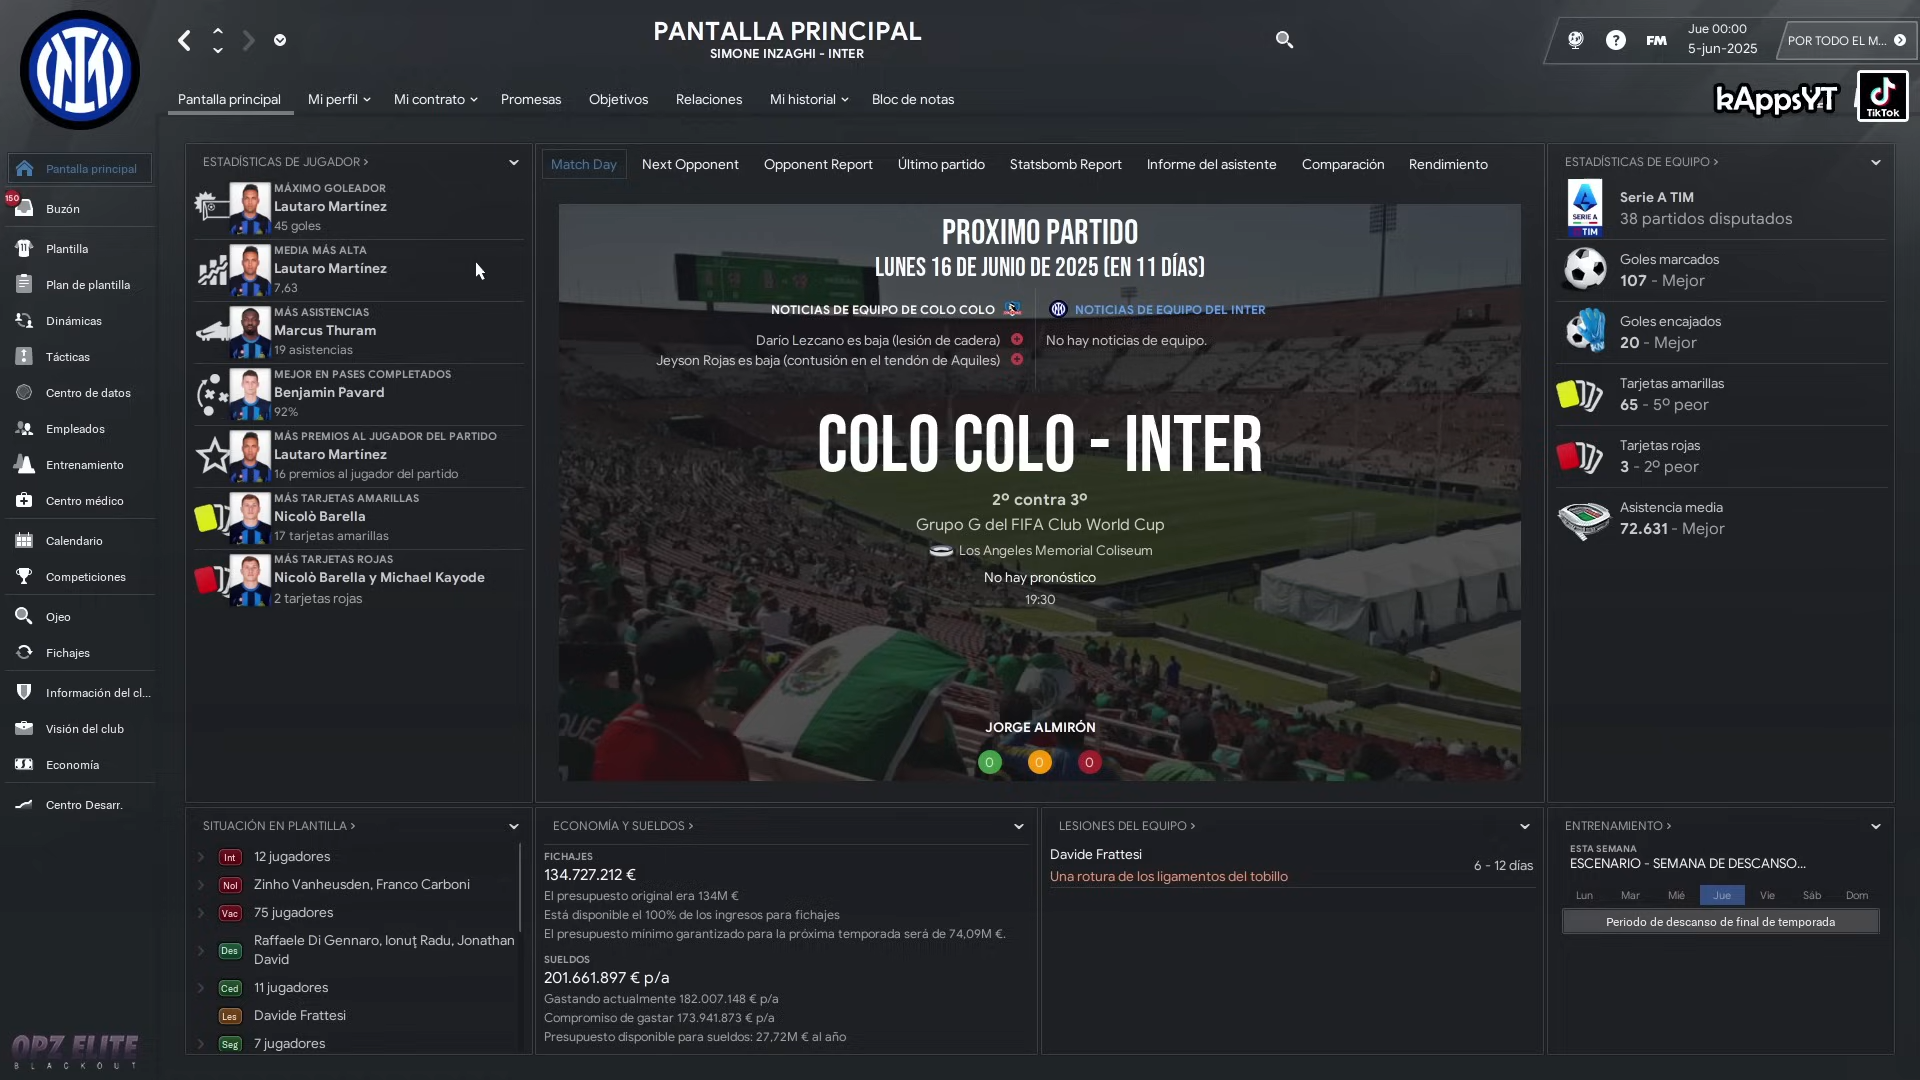 PANTALLA PRINCIPAL
SIMONE INZAGHI - INTER
FM
Jue 00:00
5-jun-2025
POR TODO EL M...
Pantalla principal
Mi perfil
Mi contrato
Promesas
Objetivos
Relaciones
Mi historial
Bloc de notas
kAppsYT
TikTok
Pantalla principal
150
Buzón
Plantilla
Plan de plantilla
Dinámicas
Tácticas
Centro de datos
Empleados
Entrenamiento
Centro médico
Calendario
Competiciones
Ojeo
Fichajes
Información del cl...
Visión del club
Economía
Centro Desarr.
OPZ ELITE
BLACKOUT
ESTADÍSTICAS DE JUGADOR >
MÁXIMO GOLEADOR
Lautaro Martínez
45 goles
MEDIA MÁS ALTA
Lautaro Martínez
7,63
MÁS ASISTENCIAS
Marcus Thuram
19 asistencias
MEJOR EN PASES COMPLETADOS
Benjamin Pavard
92%
MÁS PREMIOS AL JUGADOR DEL PARTIDO
Lautaro Martínez
16 premios al jugador del partido
MÁS TARJETAS AMARILLAS
Nicolò Barella
17 tarjetas amarillas
MÁS TARJETAS ROJAS
Nicolò Barella y Michael Kayode
2 tarjetas rojas
Match Day
Next Opponent
Opponent Report
Último partido
Statsbomb Report
Informe del asistente
Comparación
Rendimiento
PROXIMO PARTIDO
LUNES 16 DE JUNIO DE 2025 (EN 11 DÍAS)
NOTICIAS DE EQUIPO DE COLO COLO
Darío Lezcano es baja (lesión de cadera)
Jeyson Rojas es baja (contusión en el tendón de Aquiles)
NOTICIAS DE EQUIPO DEL INTER
No hay noticias de equipo.
COLO COLO - INTER
2º contra 3º
Grupo G del FIFA Club World Cup
Los Angeles Memorial Coliseum
No hay pronóstico
19:30
JORGE ALMIRÓN
0 0 0
ESTADÍSTICAS DE EQUIPO >
SERIE A
TIM
Serie A TIM
38 partidos disputados
Goles marcados
107 - Mejor
Goles encajados
20 - Mejor
Tarjetas amarillas
65 - 5º peor
Tarjetas rojas
3 - 2º peor
Asistencia media
72.631 - Mejor
SITUACIÓN EN PLANTILLA >
Int 12 jugadores
Nol Zinho Vanheusden, Franco Carboni
Vac 75 jugadores
Des Raffaele Di Gennaro, Ionuț Radu, Jonathan
David
Ced 11 jugadores
Les Davide Frattesi
Seg 7 jugadores
ECONOMÍA Y SUELDOS >
FICHAJES
134.727.212 €
El presupuesto original era 134M €
Está disponible el 100% de los ingresos para fichajes
El presupuesto mínimo garantizado para la próxima temporada será de 74,09M €.
SUELDOS
201.661.897 € p/a
Gastando actualmente 182.007.148 € p/a
Compromiso de gastar 173.941.873 € p/a
Presupuesto disponible para sueldos: 27,72M € al año
LESIONES DEL EQUIPO >
Davide Frattesi
Una rotura de los ligamentos del tobillo
6 - 12 días
ENTRENAMIENTO >
ESTA SEMANA
ESCENARIO - SEMANA DE DESCANSO...
Lun Mar Mié Jue Vie Sáb Dom
Periodo de descanso de final de temporada